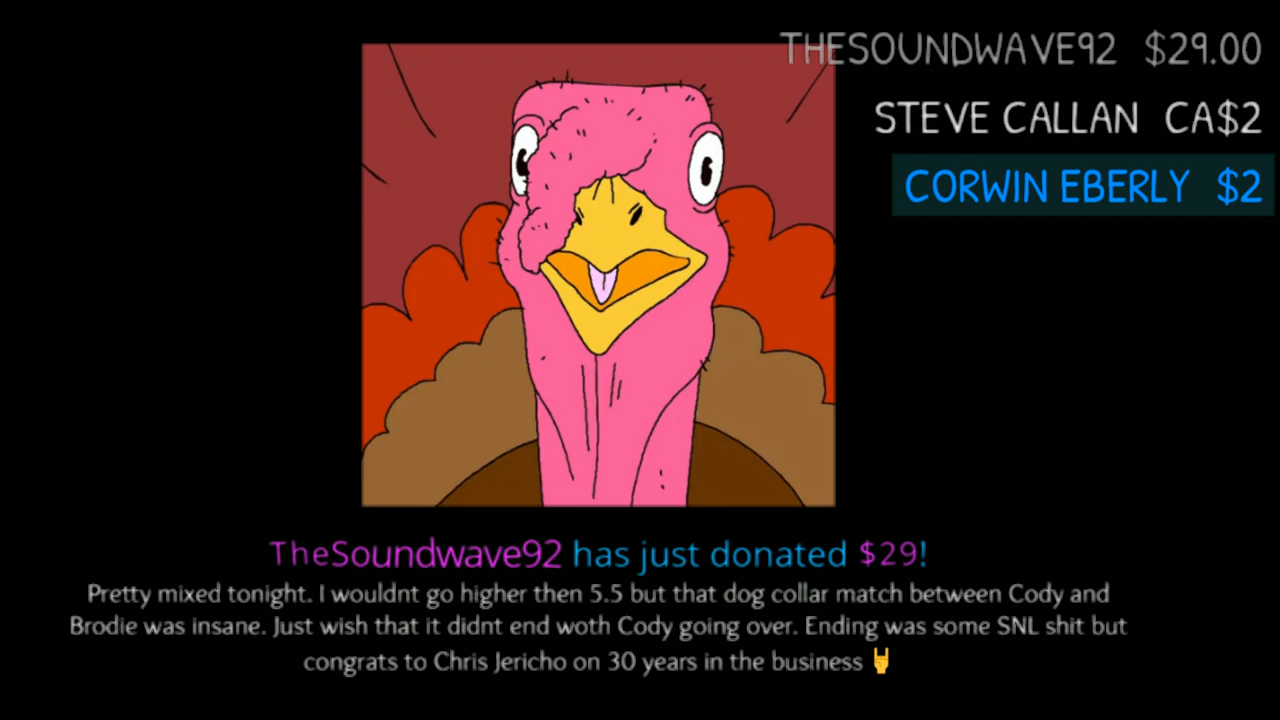 THESOUNDWAVE92 $29.00
STEVE CALLAN CA$2
CORWIN EBERLY $2
TheSoundwave92 has just donated $29!
Pretty mixed tonight. I wouldnt go higher then 5.5 but that dog collar match between Cody and
Brodie was insane. Just wish that it didnt end woth Cody going over. Ending was some SNL shit but
congrats to Chris Jericho on 30 years in the business 🤘